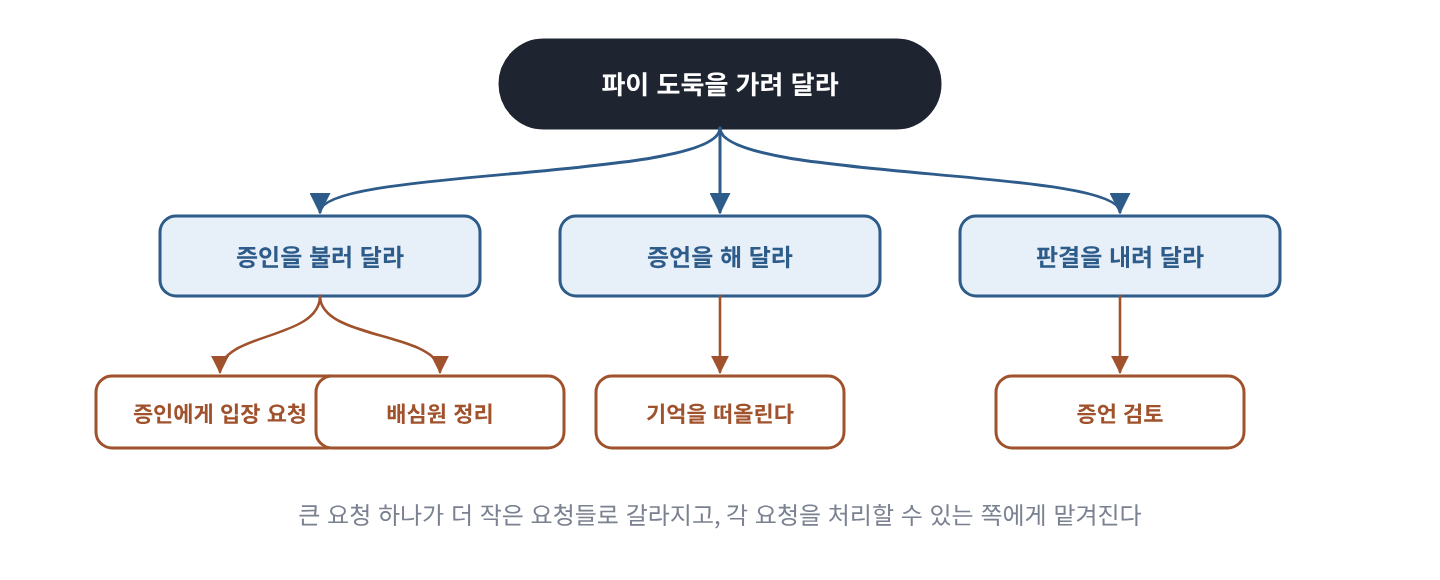 파이 도둑을 가려 달라
증인을 불러 달라
증언을 해 달라
판결을 내려 달라
증인에게 입장 요청
배심원 정리
기억을 떠올린다
증언 검토
큰 요청 하나가 더 작은 요청들로 갈라지고, 각 요청을 처리할 수 있는 쪽에게 맡겨진다